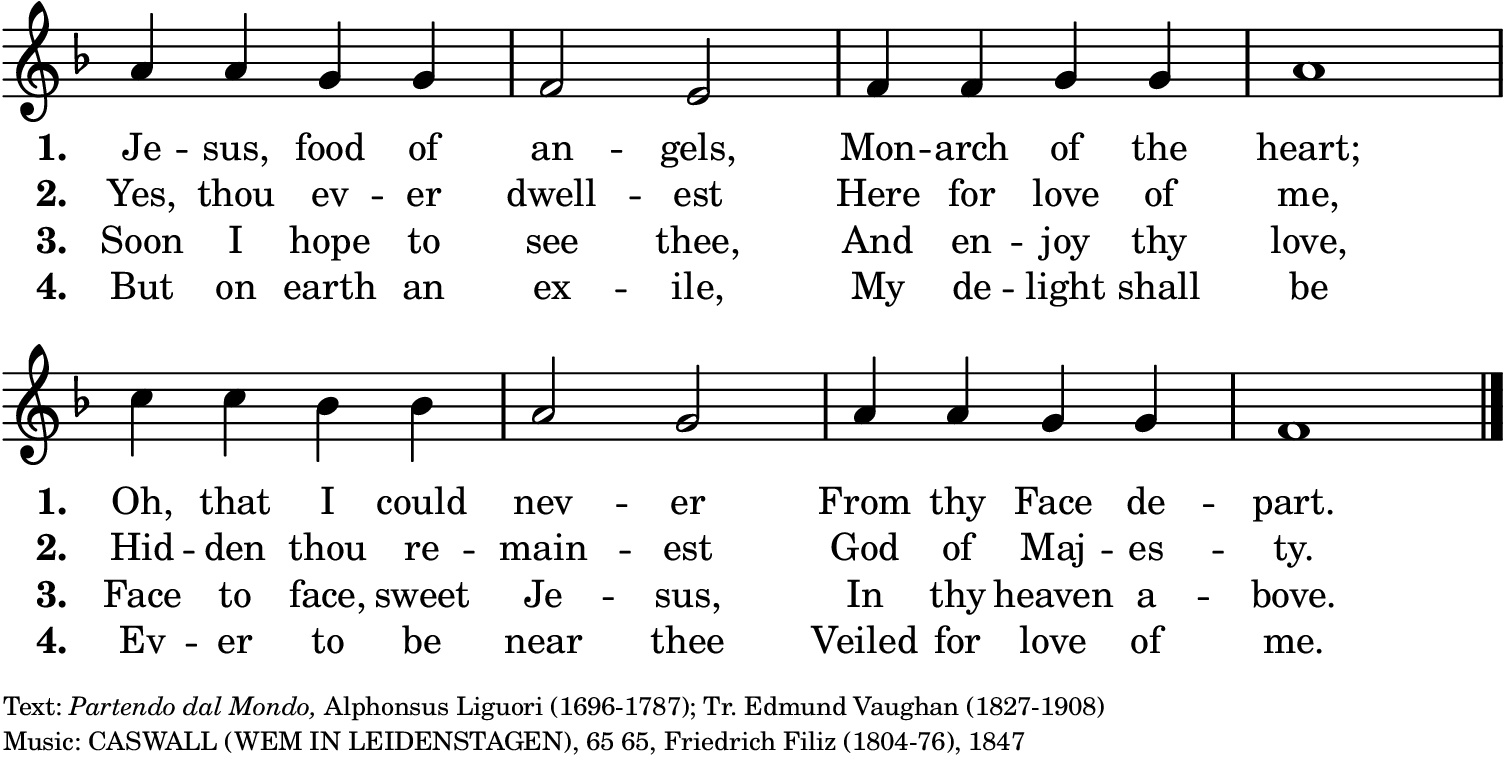 1. Je - sus, food of an - gels, Mon - arch of the heart;
2. Yes, thou ev - er dwell - est Here for love of me,
3. Soon I hope to see thee, And en - joy thy love,
4. But on earth an ex - ile, My de - light shall be
1. Oh, that I could nev - er From thy Face de - part.
2. Hid - den thou re - main - est God of Maj - es - ty.
3. Face to face, sweet Je - sus, In thy heaven a - bove.
4. Ev - er to be near thee Veiled for love of me.
Text: Partendo dal Mondo, Alphonsus Liguori (1696-1787); Tr. Edmund Vaughan (1827-1908)
Music: CASWALL (WEM IN LEIDENSTAGEN), 65 65, Friedrich Filiz (1804-76), 1847